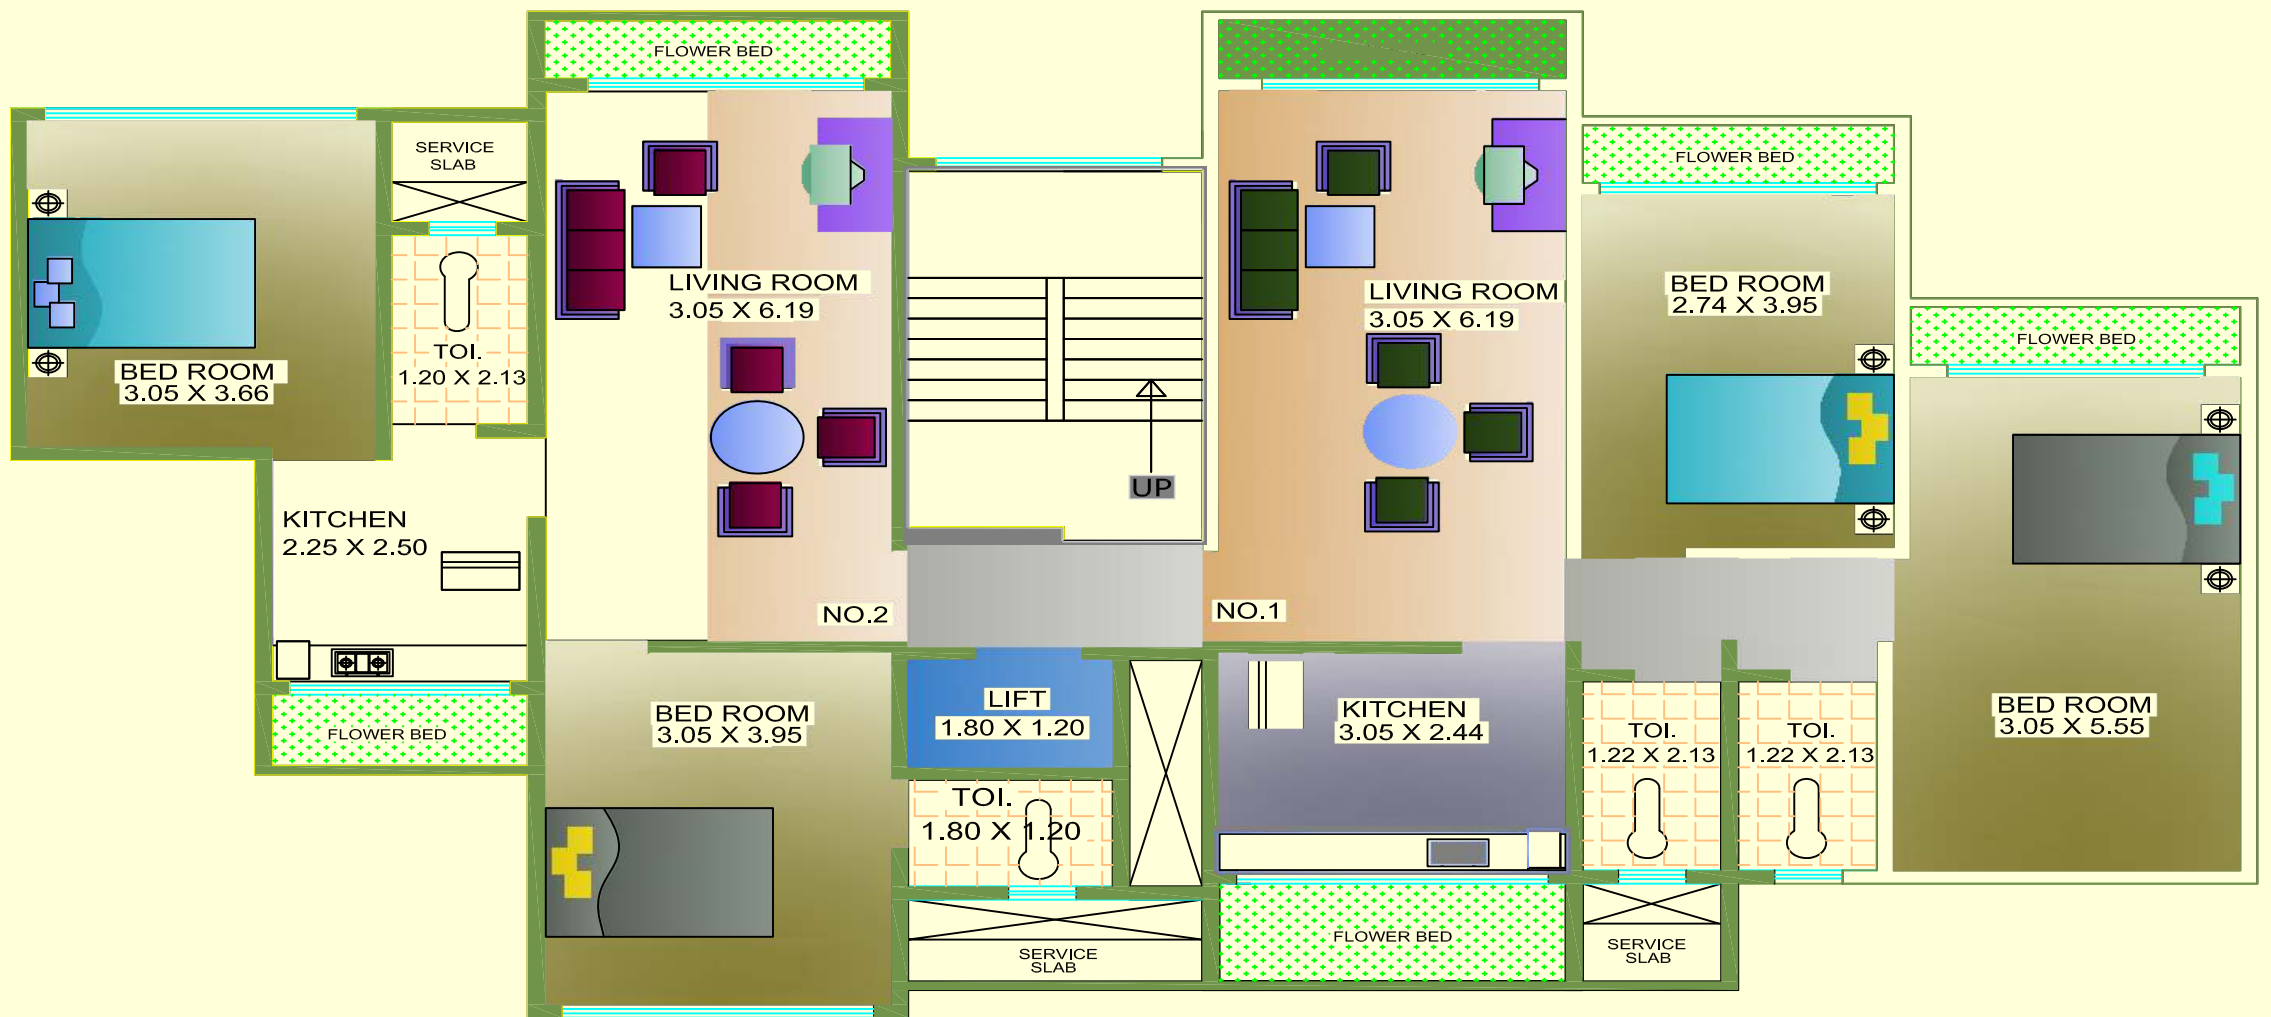 FLOWER BED
SERVICE
SLAB
FLOWER BED
LIVING ROOM
3.05 X 6.19
LIVING ROOM
3.05 X 6.19
BED ROOM
2.74 X 3.95
FLOWER BED
TOI.
1.20 X 2.13
BED ROOM
3.05 X 3.66
UP
KITCHEN
2.25 X 2.50
NO.2
NO.1
LIFT
1.80 X 1.20
BED ROOM
3.05 X 3.95
KITCHEN
3.05 X 2.44
TOI.
1.22 X 2.13
TOI.
1.22 X 2.13
BED ROOM
3.05 X 5.55
FLOWER BED
TOI.
1.80 X 1.20
FLOWER BED
SERVICE
SLAB
SERVICE
SLAB